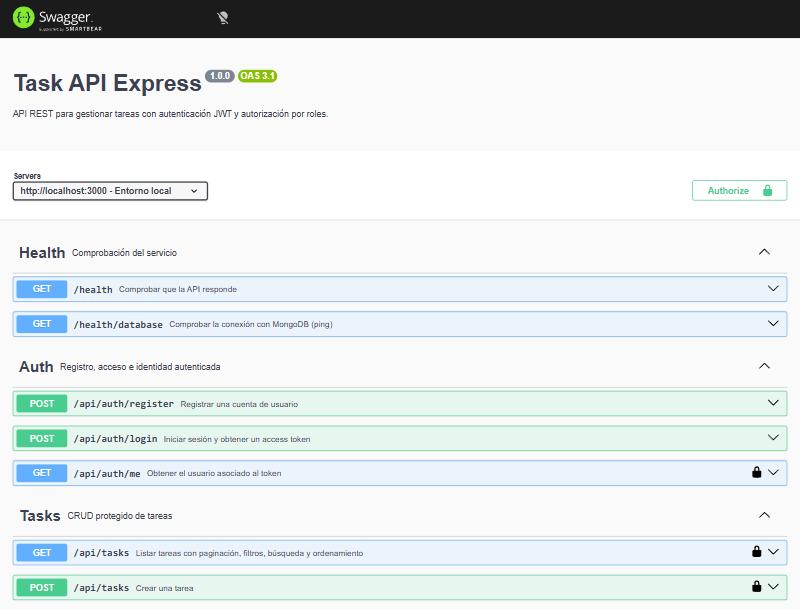 Swagger.
Supported by SMARTBEAR
Task API Express 1.0.0 OAS 3.1
API REST para gestionar tareas con autenticación JWT y autorización por roles.
Servers
http://localhost:3000 - Entorno local
Authorize
Health Comprobación del servicio
GET /health Comprobar que la API responde
GET /health/database Comprobar la conexión con MongoDB (ping)
Auth Registro, acceso e identidad autenticada
POST /api/auth/register Registrar una cuenta de usuario
POST /api/auth/login Iniciar sesión y obtener un access token
GET /api/auth/me Obtener el usuario asociado al token
Tasks CRUD protegido de tareas
GET /api/tasks Listar tareas con paginación, filtros, búsqueda y ordenamiento
POST /api/tasks Crear una tarea